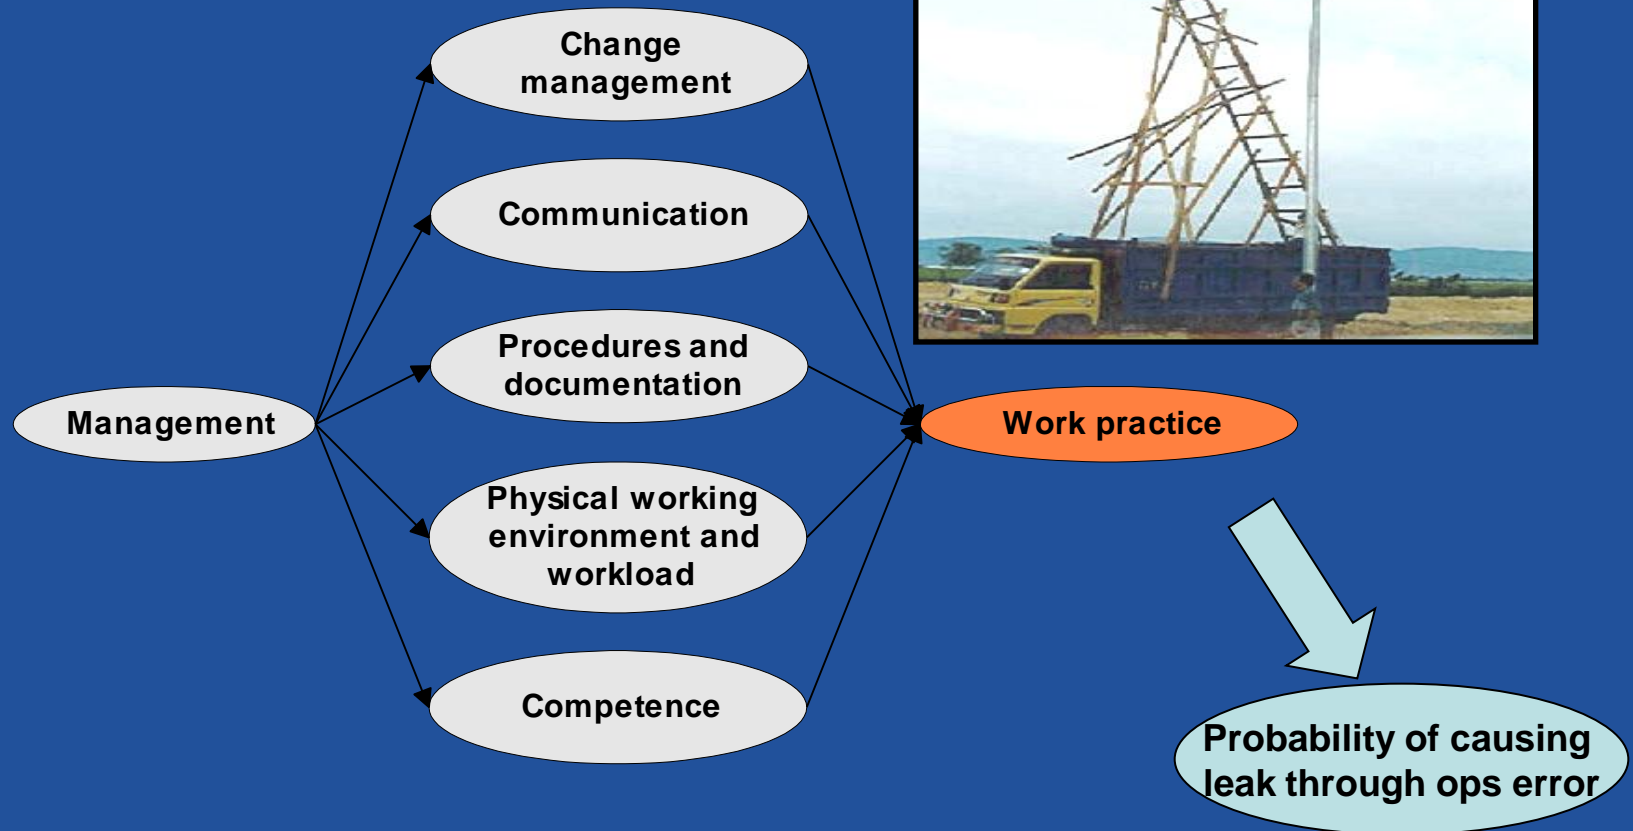 Change
management
Communication
Procedures and
documentation
Management
Work practice
Physical working
environment and
workload
Competence
Probability of causing
leak through ops error